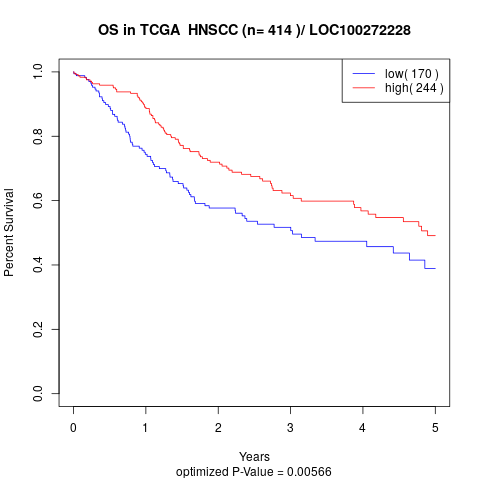 OS in TCGA  HNSCC (n= 414 )/ LOC100272228
low( 170 )
high( 244 )
Percent Survival
1.0
0.8
0.6
0.4
0.2
0.0
0 1 2 3 4 5
Years
optimized P-Value = 0.00566